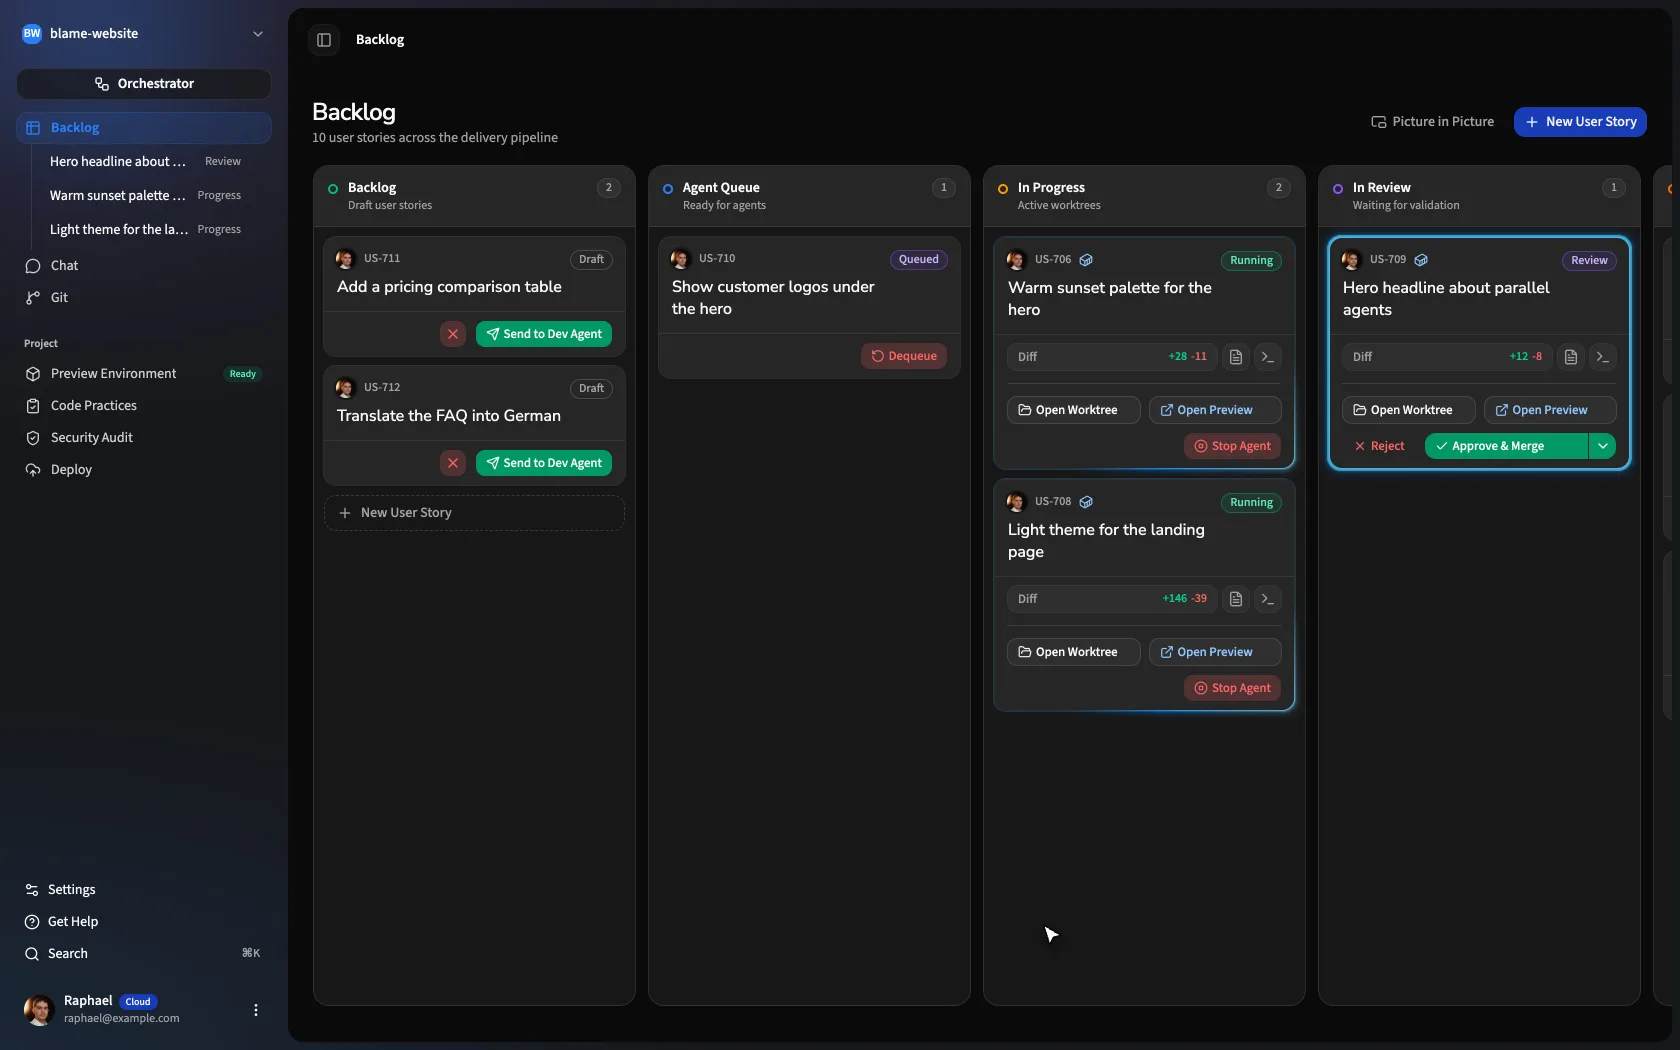 BW blame-website
Orchestrator
Backlog
Hero headline about ... Review
Warm sunset palette ... Progress
Light theme for the la... Progress
Chat
Git
Project
Preview Environment Ready
Code Practices
Security Audit
Deploy
Settings
Get Help
Search ⌘K
Raphael Cloud
raphael@example.com
Backlog
Backlog
10 user stories across the delivery pipeline
Picture in Picture
New User Story
Backlog 2
Draft user stories
US-711 Draft
Add a pricing comparison table
Send to Dev Agent
US-712 Draft
Translate the FAQ into German
Send to Dev Agent
New User Story
Agent Queue 1
Ready for agents
US-710 Queued
Show customer logos under
the hero
Dequeue
In Progress 2
Active worktrees
US-706 Running
Warm sunset palette for the
hero
Diff +28 -11
Open Worktree Open Preview
Stop Agent
US-708 Running
Light theme for the landing
page
Diff +146 -39
Open Worktree Open Preview
Stop Agent
In Review 1
Waiting for validation
US-709 Review
Hero headline about parallel
agents
Diff +12 -8
Open Worktree Open Preview
Reject Approve & Merge